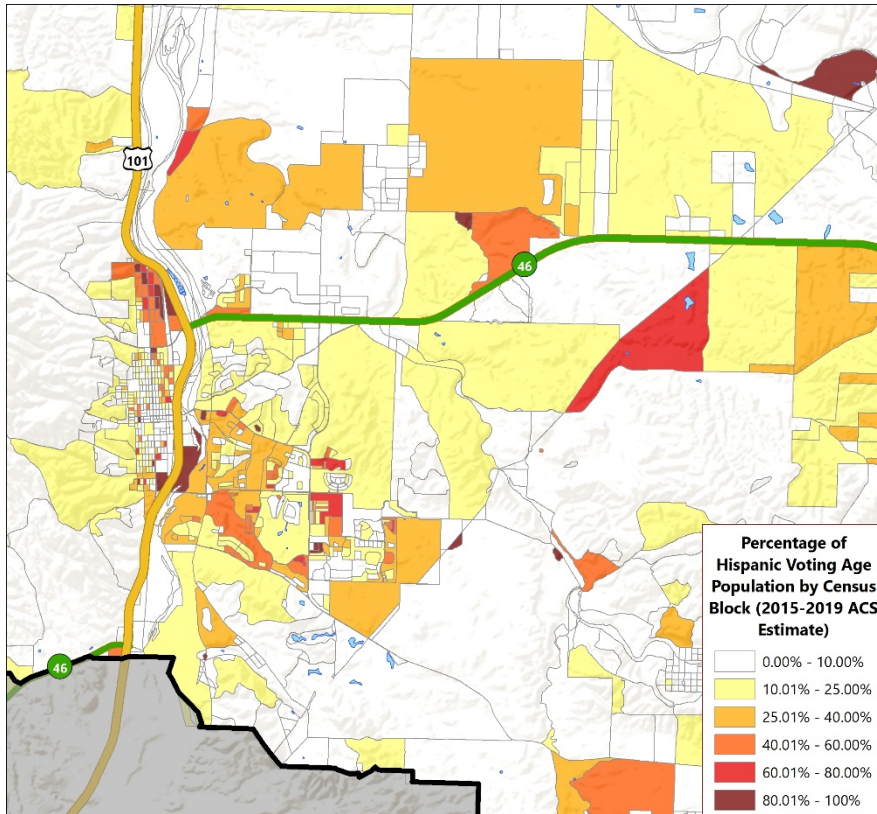 101
46
46
Percentage of
Hispanic Voting Age
Population by Census
Block (2015-2019 ACS
Estimate)
0.00% - 10.00%
10.01% - 25.00%
25.01% - 40.00%
40.01% - 60.00%
60.01% - 80.00%
80.01% - 100%